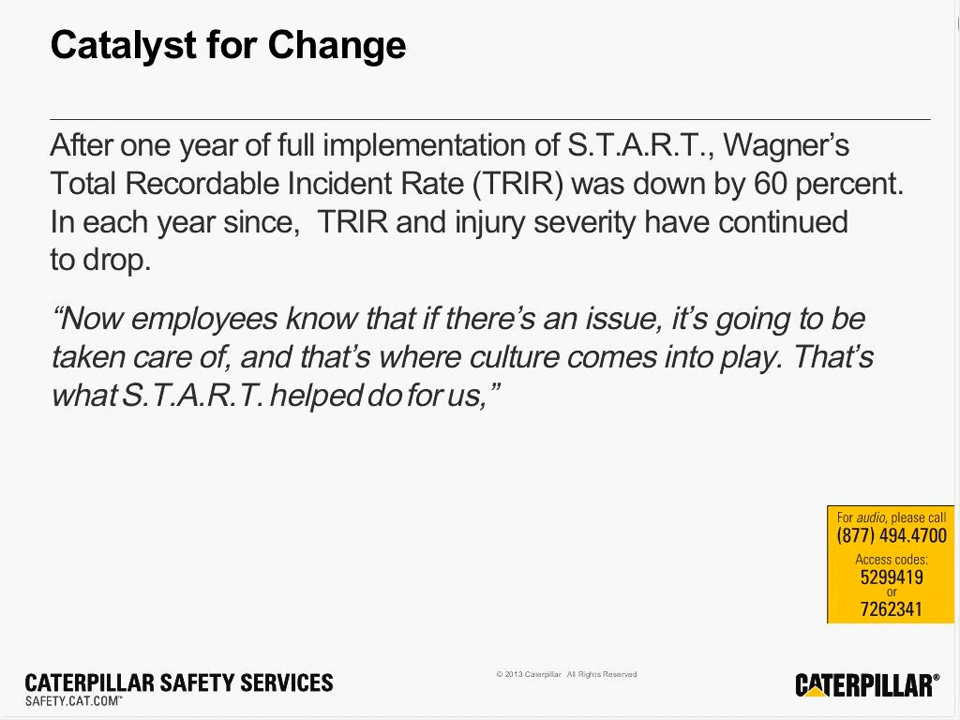 Catalyst for Change
After one year of full implementation of S.T.A.R.T., Wagner’s
Total Recordable Incident Rate (TRIR) was down by 60 percent.
In each year since,  TRIR and injury severity have continued
to drop.
“Now employees know that if there’s an issue, it’s going to be
taken care of, and that’s where culture comes into play. That’s
what S.T.A.R.T. helped do for us,”
For audio, please call
(877) 494.4700
Access codes:
5299419
or
7262341
CATERPILLAR SAFETY SERVICES
SAFETY.CAT.COM™
© 2013 Caterpillar  All Rights Reserved
CATERPILLAR®